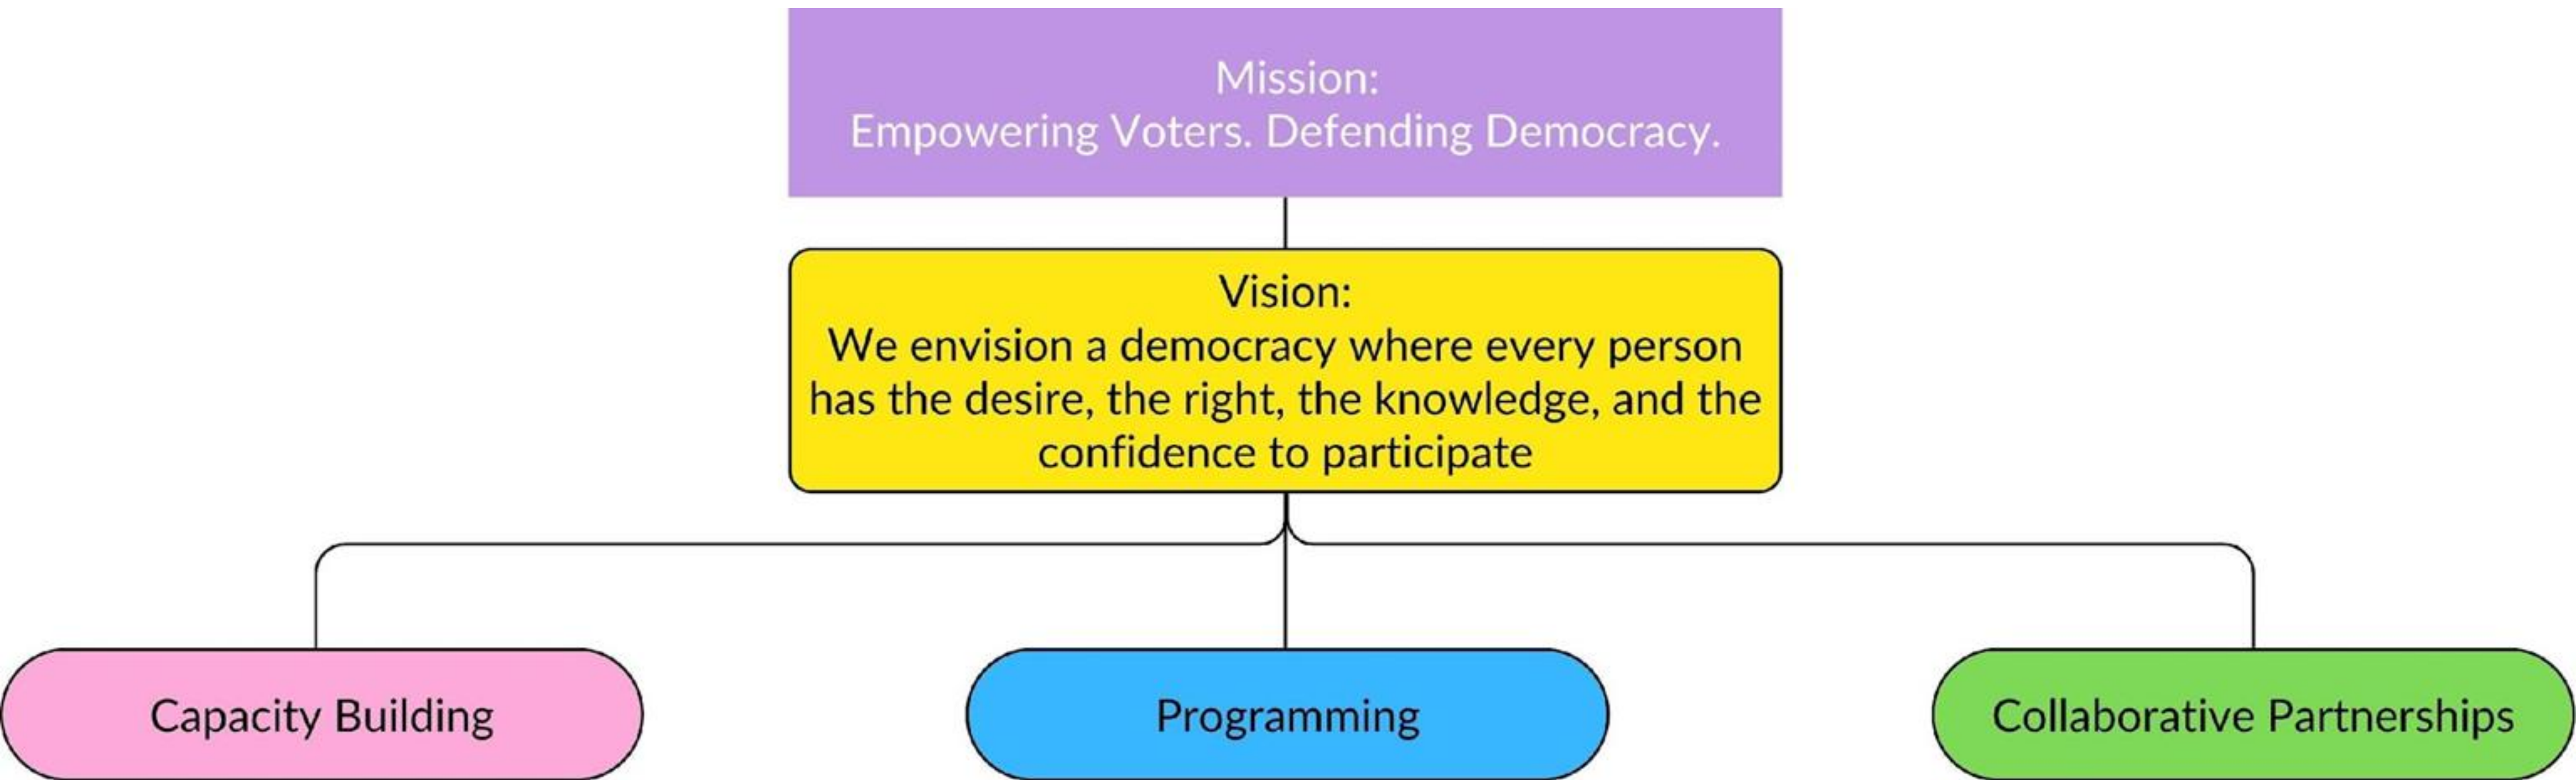 Mission:
Empowering Voters. Defending Democracy.
Vision:
We envision a democracy where every person
has the desire, the right, the knowledge, and the
confidence to participate
Capacity Building
Programming
Collaborative Partnerships